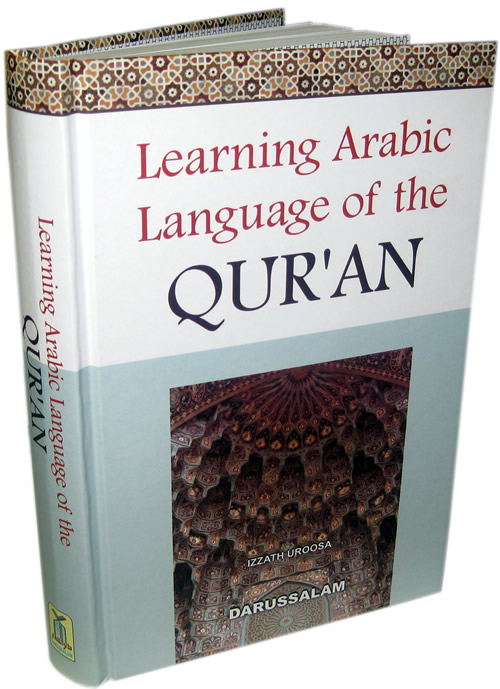 Learning Arabic
Language of the
QUR'AN
IZZATH UROOSA
DARUSSALAM
Learning Arabic Language of the
QUR'AN